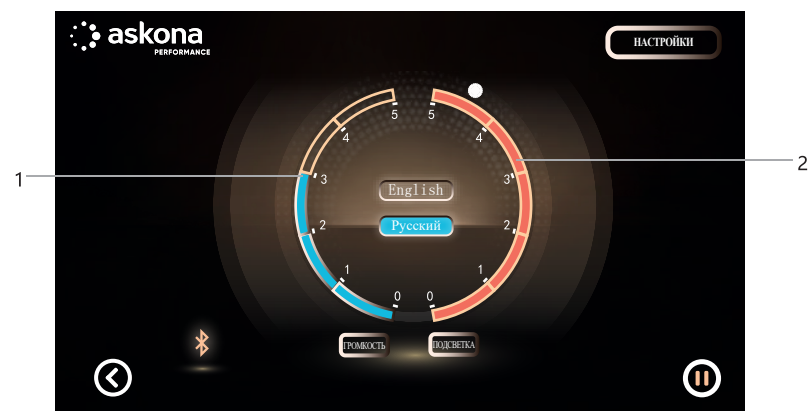 askona
PERFORMANCE
НАСТРОЙКИ
5 5
4 4
1 3 3 2
English
2 2
Русский
1 1
0 0
ГРОМКОСТЬ ПОДСВЕТКА